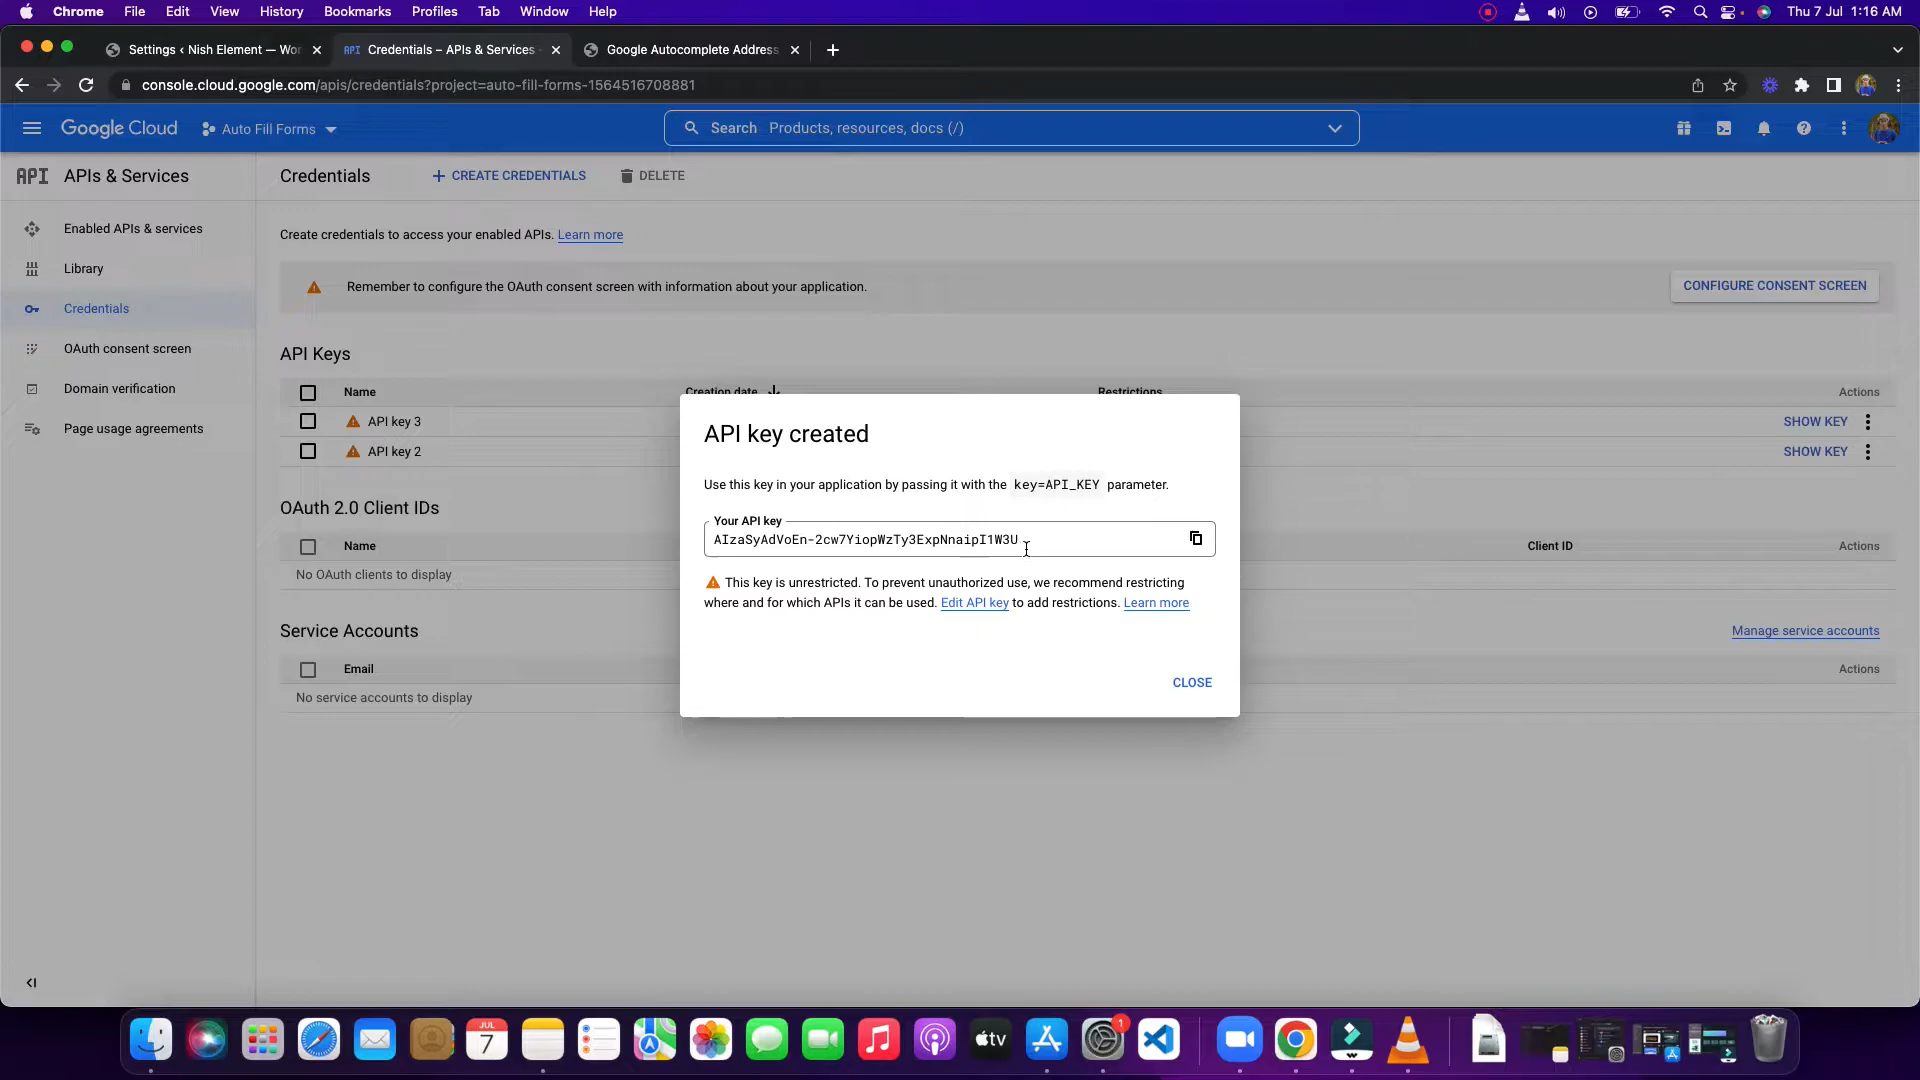 Chrome File Edit View History Bookmarks Profiles Tab Window Help
Thu 7 Jul 1:16 AM
Settings ‹ Nish Element — Wor
API Credentials – APIs & Services
Google Autocomplete Address
console.cloud.google.com/apis/credentials?project=auto-fill-forms-1564516708881
Google Cloud
Auto Fill Forms
Search Products, resources, docs (/)
API APIs & Services
Credentials
+ CREATE CREDENTIALS
DELETE
Enabled APIs & services
Library
Credentials
OAuth consent screen
Domain verification
Page usage agreements
Create credentials to access your enabled APIs. Learn more
Remember to configure the OAuth consent screen with information about your application.
CONFIGURE CONSENT SCREEN
API Keys
Name Creation date Restrictions Actions
API key 3 SHOW KEY
API key 2 SHOW KEY
OAuth 2.0 Client IDs
Name Client ID Actions
No OAuth clients to display
Service Accounts
Manage service accounts
Email Actions
No service accounts to display
API key created
Use this key in your application by passing it with the key=API_KEY parameter.
Your API key
AIzaSyAdVoEn-2cw7YiopWzTy3ExpNnaipI1W3U
This key is unrestricted. To prevent unauthorized use, we recommend restricting
where and for which APIs it can be used. Edit API key to add restrictions. Learn more
CLOSE
JUL
7
tv
1